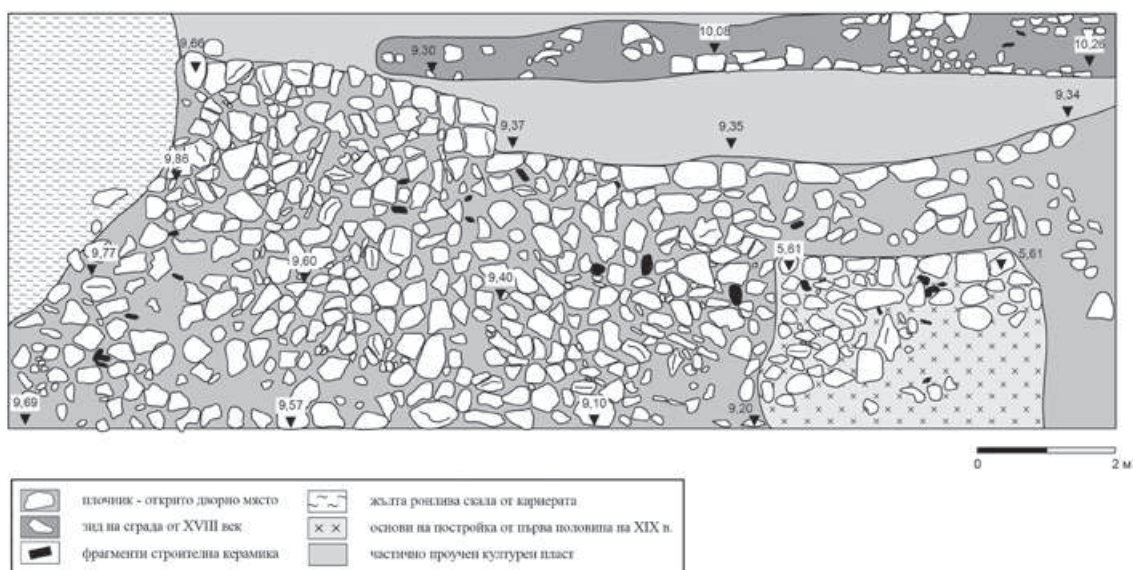 10,08
9,66
9,30
10,26
9,34
9,37
9,35
9,86
9,77
9,60
5,61
5,61
9,40
9,69
9,57
9,10
9,20
0 2 м
плочник - открито дворно място
зид на сграда от XVIII век
фрагменти строителна керамика
жълта ронлива скала от кариерата
основи на постройка от първа половина на XIX в.
частично проучен културен пласт